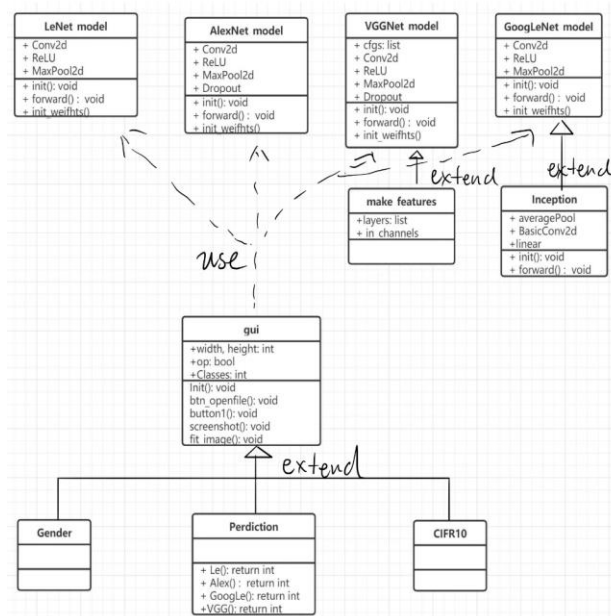 LeNet model
+ Conv2d
+ ReLU
+ MaxPool2d
+ init(): void
+ forward() : void
+ init_weifhts()
AlexNet model
+ Conv2d
+ ReLU
+ MaxPool2d
+ Dropout
+ init(): void
+ forward() : void
+ init_weifhts()
VGGNet model
+ cfgs: list
+ Conv2d
+ ReLU
+ MaxPool2d
+ Dropout
+ init(): void
+ forward() : void
+ init_weifhts()
GoogLeNet model
+ Conv2d
+ ReLU
+ MaxPool2d
+ init(): void
+ forward() : void
+ init_weifhts()
extend
extend
make features
+layers: list
+ in_channels
Inception
+ averagePool
+ BasicConv2d
+linear
+ init(): void
+ forward() : void
use
gui
+width, height: int
+op: bool
+Classes: int
Init(): void
btn_openfile(): void
button1(): void
screenshot(): void
fit_image(): void
extend
Gender
Perdiction
+ Le(): return int
+ Alex() : return int
+ GoogLe(): return int
+VGG(): return int
CIFR10